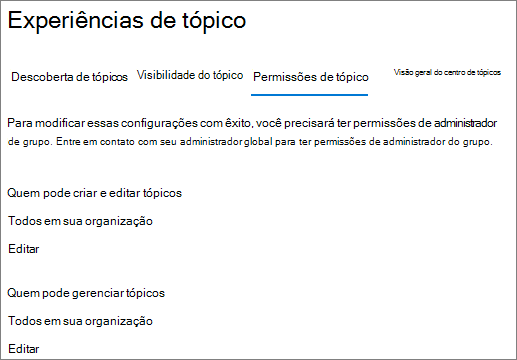 Experiências de tópico
Descoberta de tópicos Visibilidade do tópico Permissões de tópico Visão geral do centro de tópicos
Para modificar essas configurações com êxito, você precisará ter permissões de administrador
de grupo. Entre em contato com seu administrador global para ter permissões de administrador do grupo.
Quem pode criar e editar tópicos
Todos em sua organização
Editar
Quem pode gerenciar tópicos
Todos em sua organização
Editar